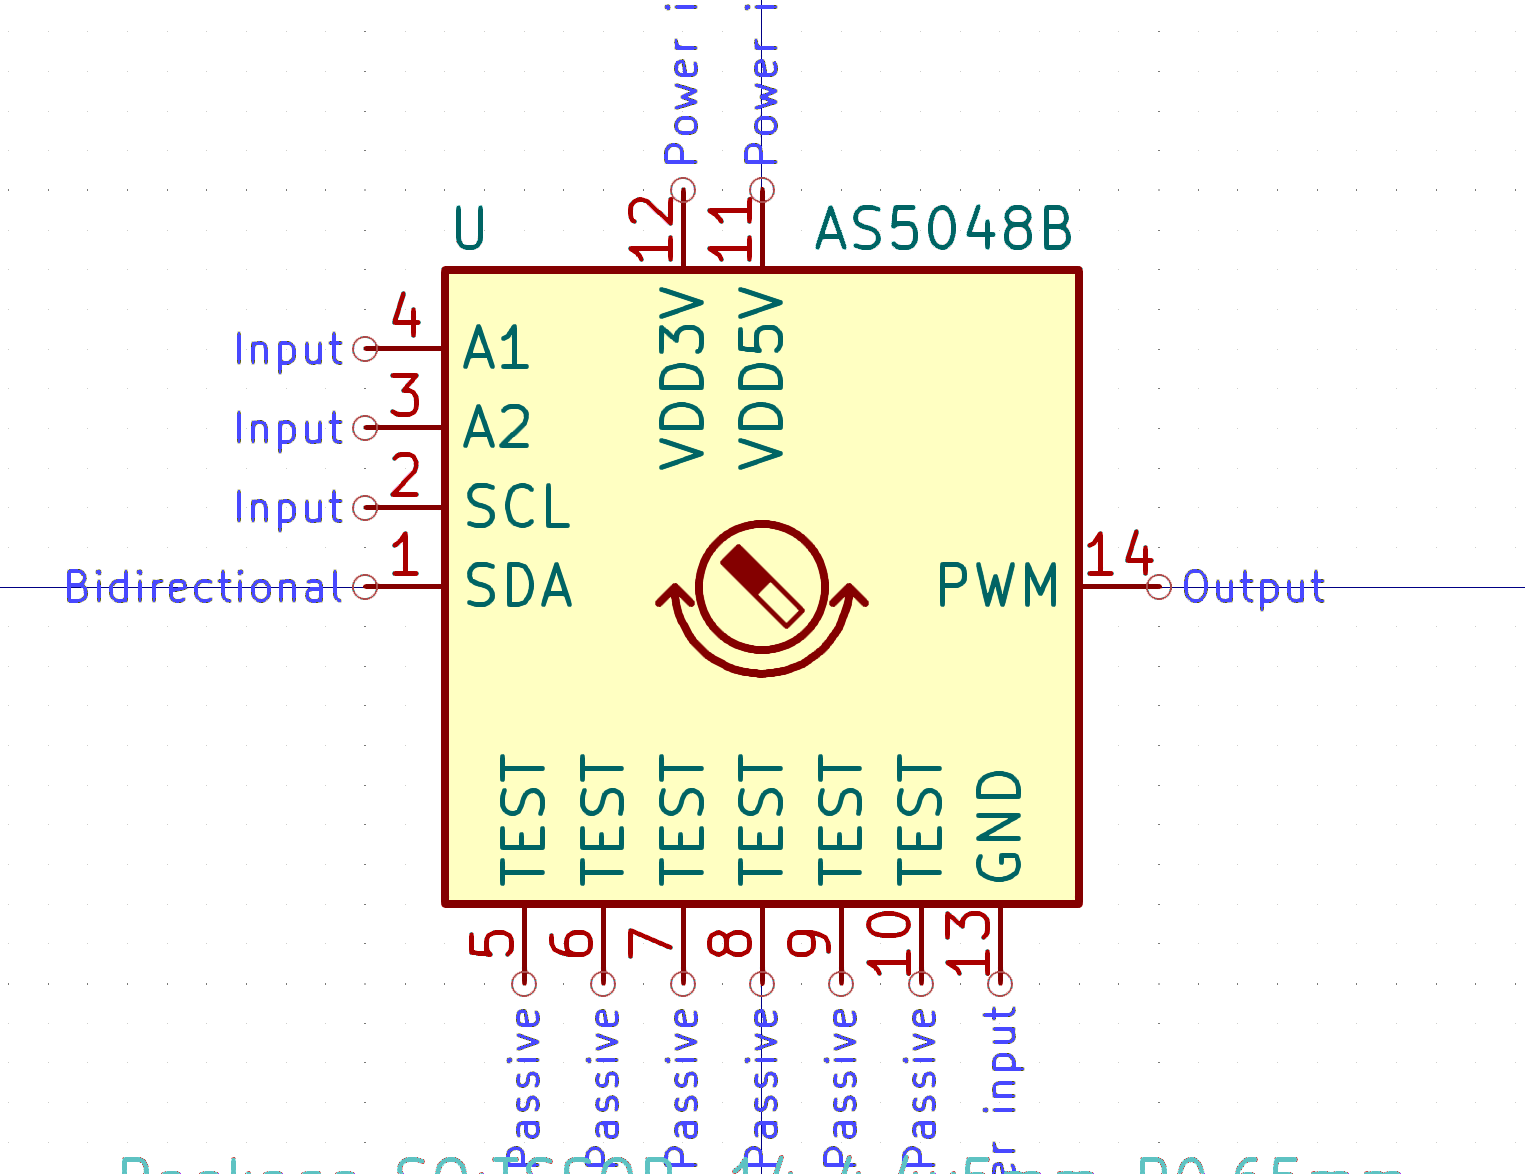 Power i
Power i
12
11
U
AS5048B
VDD3V
VDD5V
Input
4
A1
Input
3
A2
Input
2
SCL
Bidirectional
1
SDA
PWM
14
Output
TEST
TEST
TEST
TEST
TEST
TEST
GND
5
6
7
8
9
10
13
Passive
Passive
Passive
Passive
Passive
Passive
er input